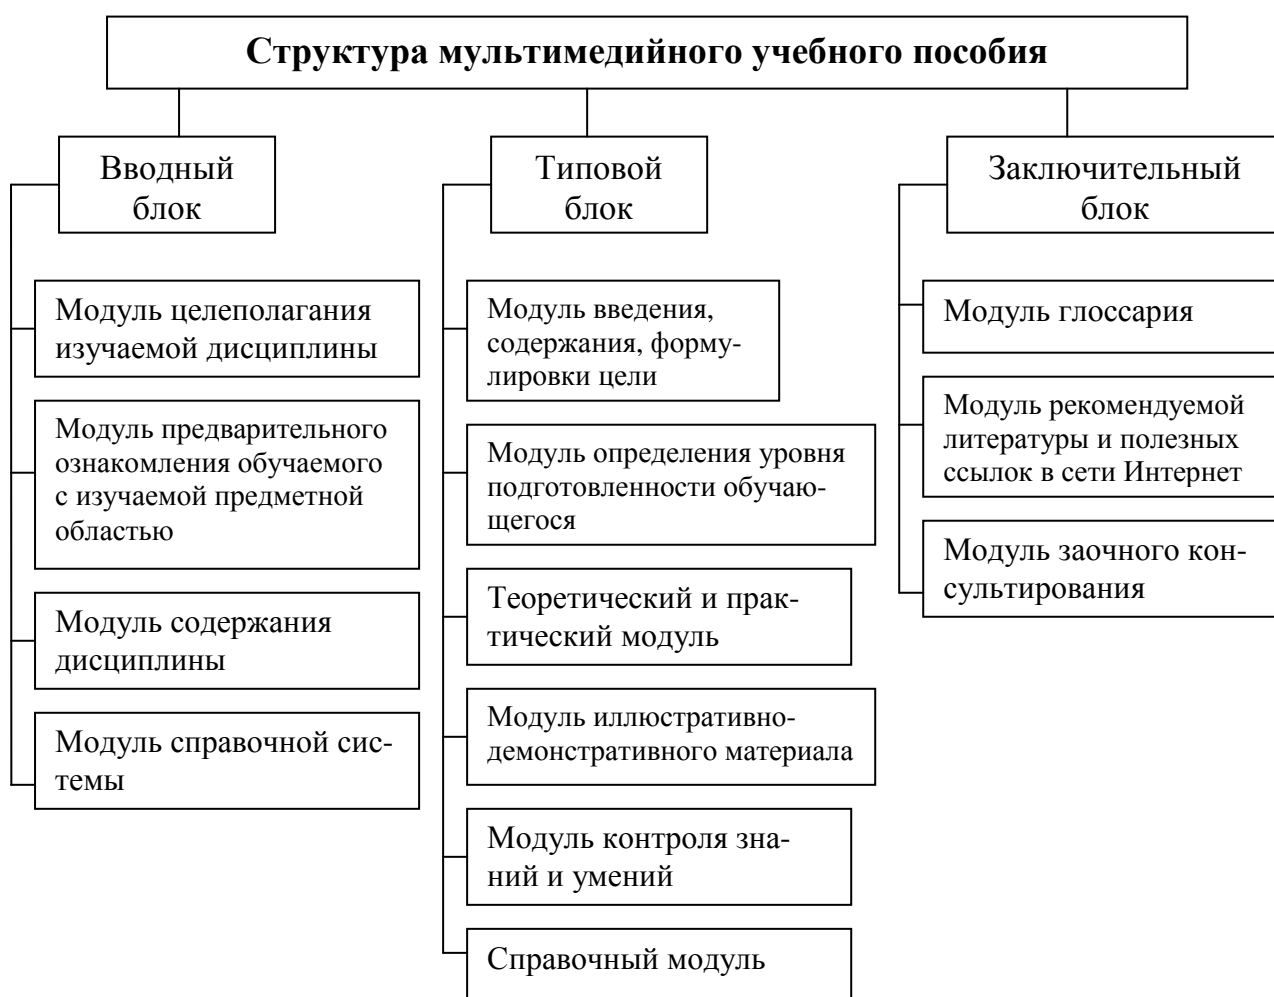 Структура мультимедийного учебного пособия
Вводный
блок
Модуль целеполагания
изучаемой дисциплины
Модуль предварительного
ознакомления обучаемого
с изучаемой предметной
областью
Модуль содержания
дисциплины
Модуль справочной сис-
темы
Типовой
блок
Модуль введения,
содержания, форму-
лировки цели
Модуль определения уровня
подготовленности обучаю-
щегося
Теоретический и прак-
тический модуль
Модуль иллюстративно-
демонстративного материала
Модуль контроля зна-
ний и умений
Справочный модуль
Заключительный
блок
Модуль глоссария
Модуль рекомендуемой
литературы и полезных
ссылок в сети Интернет
Модуль заочного кон-
сультирования